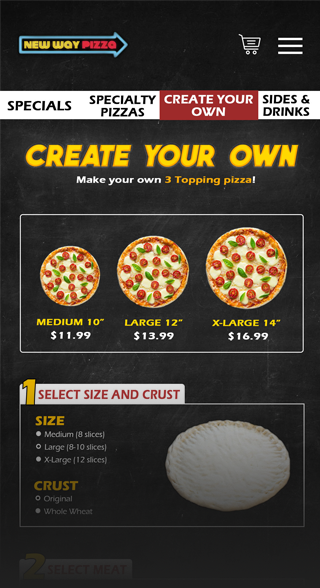 NEW WAY PIZZA
SPECIALS
SPECIALTY
PIZZAS
CREATE YOUR
OWN
SIDES &
DRINKS
CREATE YOUR OWN
Make your own 3 Topping pizza!
MEDIUM 10" LARGE 12" X-LARGE 14"
$11.99 $13.99 $16.99
1 SELECT SIZE AND CRUST
SIZE
Medium (8 slices)
Large (8-10 slices)
X-Large (12 slices)
CRUST
Original
Whole Wheat
2 SELECT MEAT